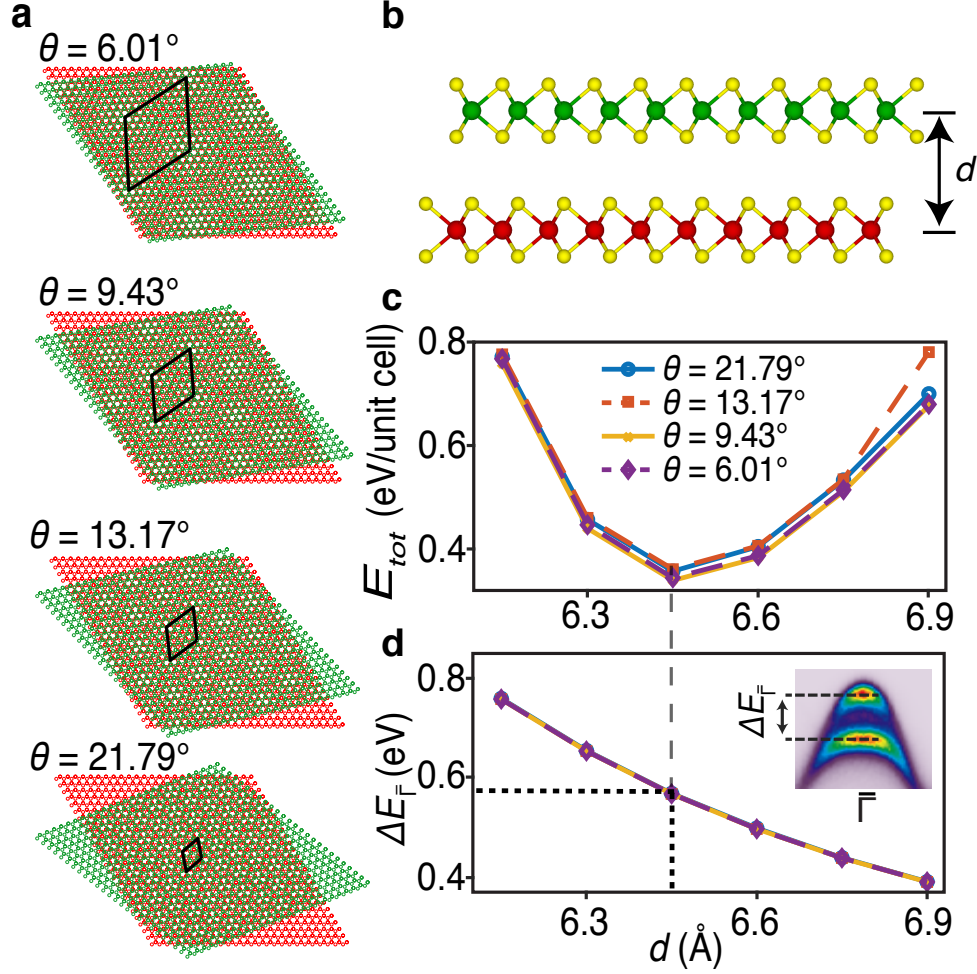 a
θ = 6.01°
θ = 9.43°
θ = 13.17°
θ = 21.79°
b
d
c
E_tot (eV/unit cell)
0.8
0.6
0.4
θ = 21.79°
θ = 13.17°
θ = 9.43°
θ = 6.01°
6.3
6.6
6.9
d
ΔE_Γ̄ (eV)
0.8
0.6
0.4
ΔE_Γ̄
Γ̄
6.3
6.6
6.9
d (Å)